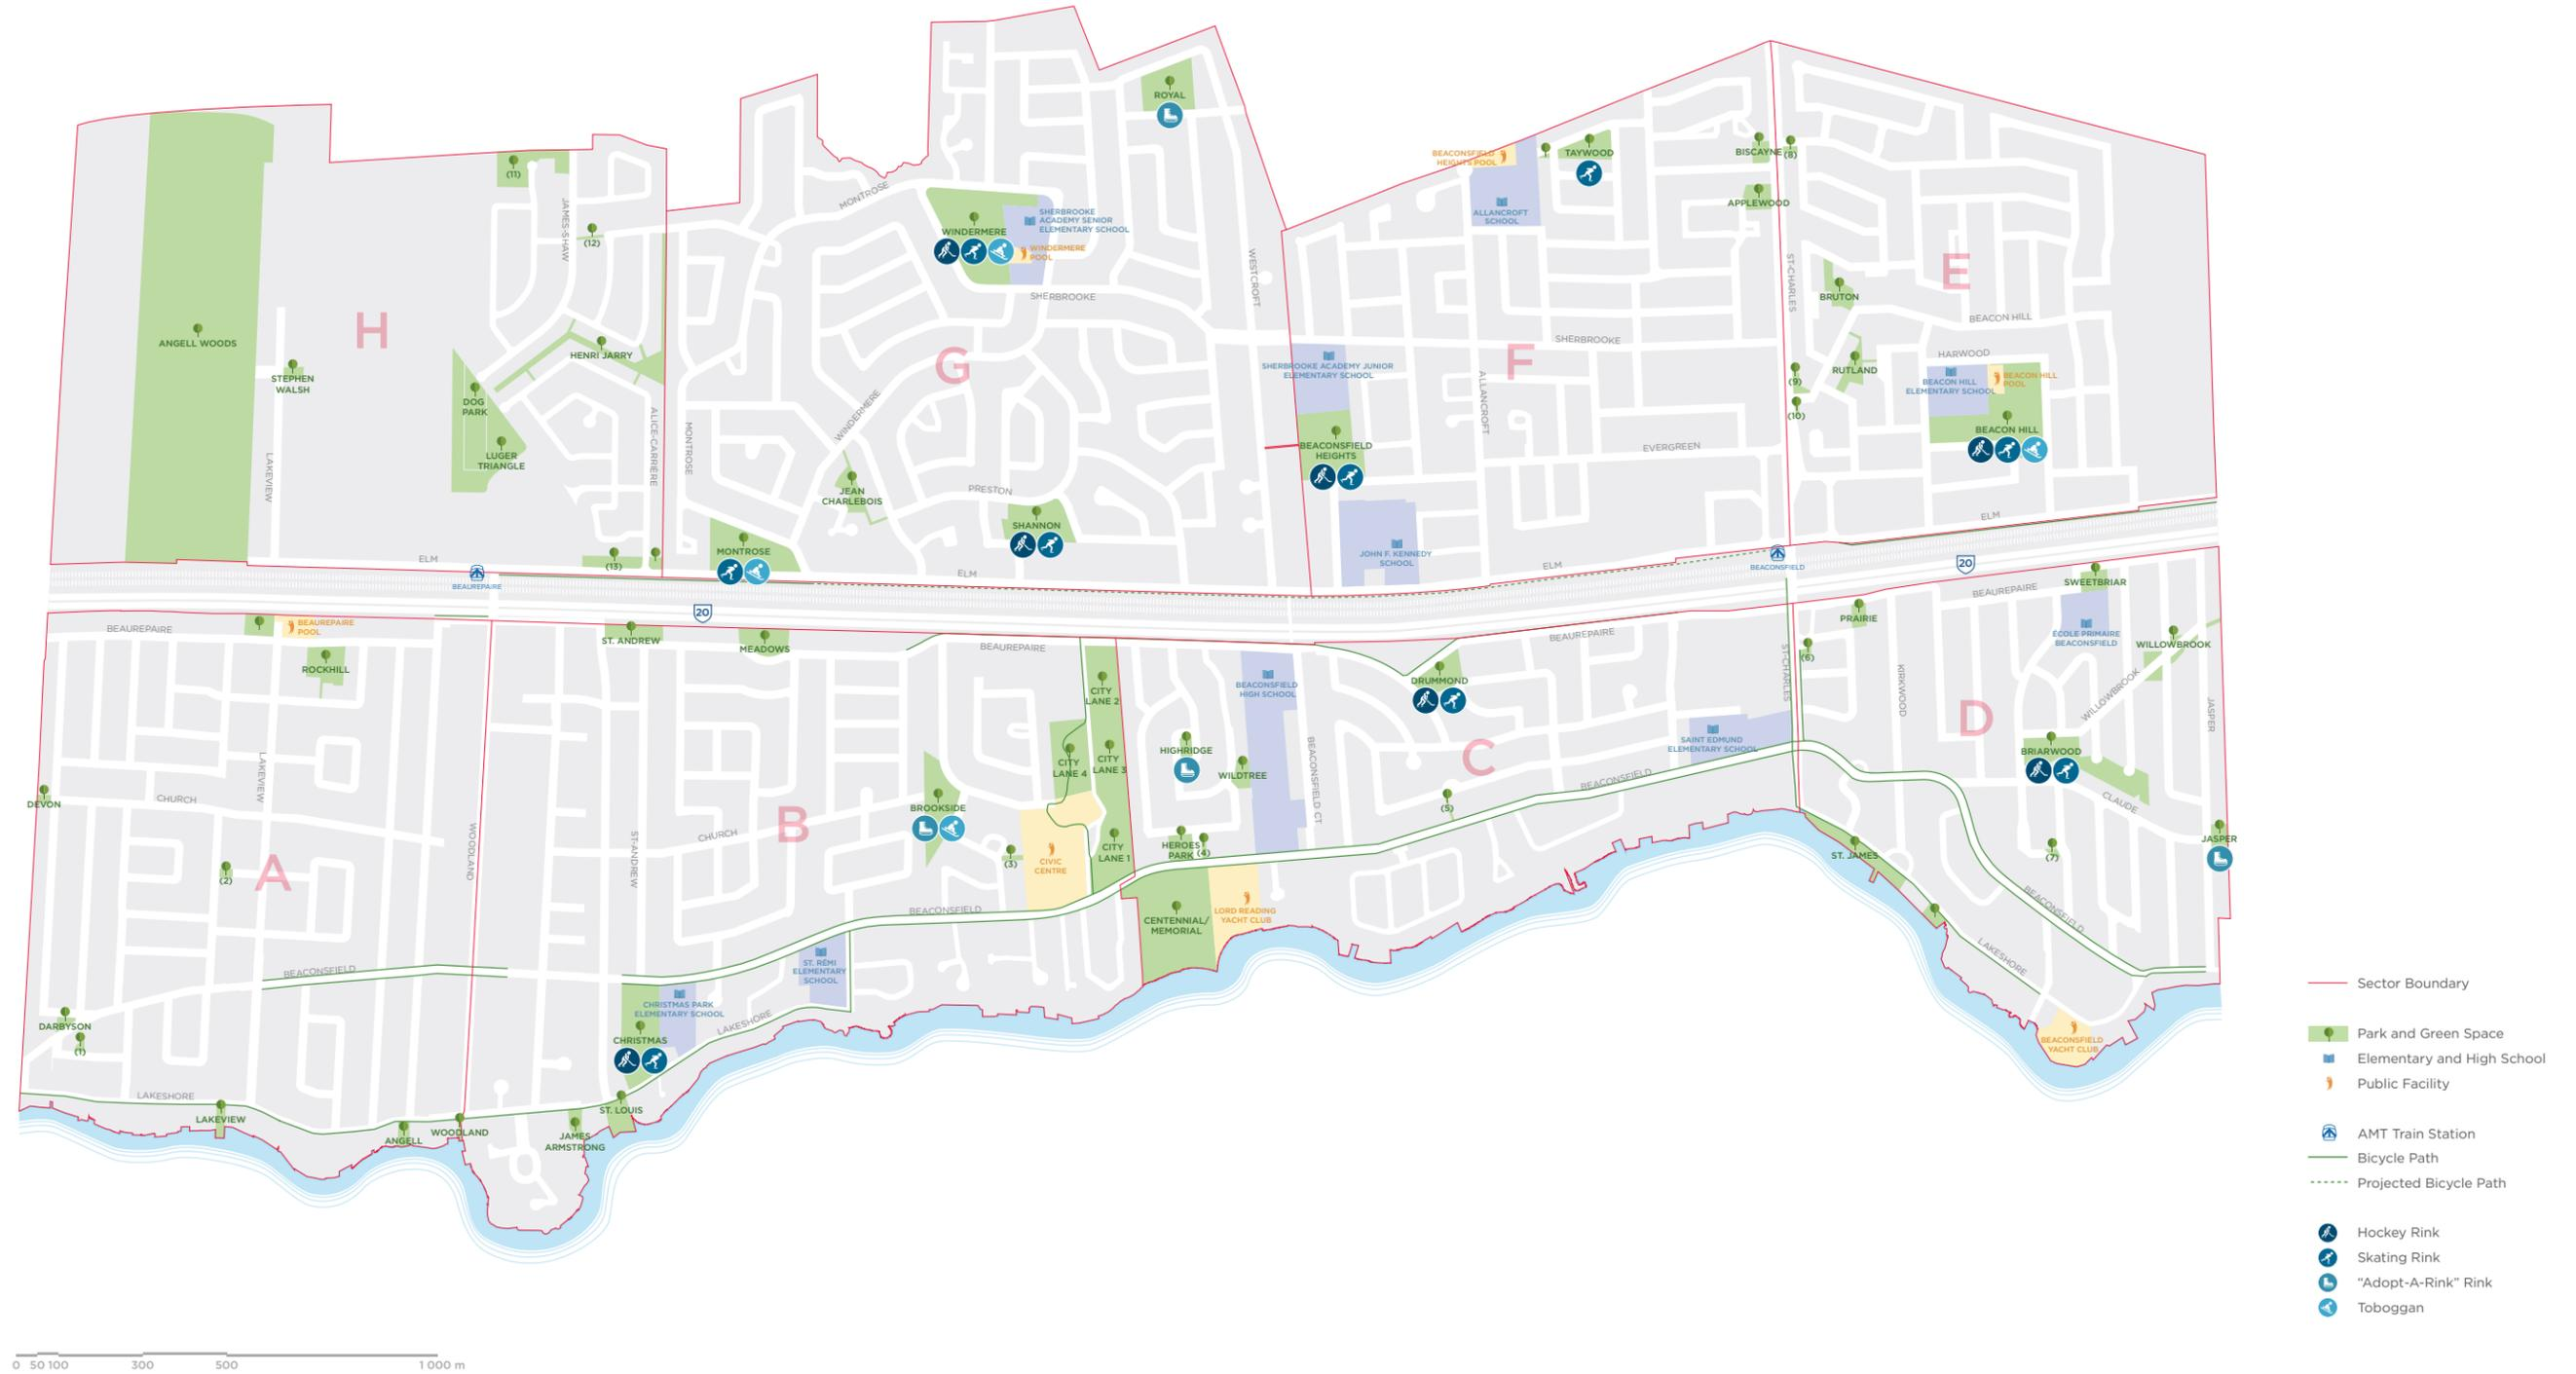 ROYAL
BEACONSFIELD
HEIGHTS POOL
TAYWOOD
BISCAYNE
(8)
(11)
JAMES-SHAW
(12)
MONTROSE
WINDERMERE
SHERBROOKE
ACADEMY SENIOR
ELEMENTARY SCHOOL
WINDERMERE
POOL
SHERBROOKE
WESTCROFT
ALLANCROFT
SCHOOL
APPLEWOOD
ST-CHARLES
E
BRUTON
BEACON HILL
ANGELL WOODS
H
STEPHEN
WALSH
HENRI JARRY
DOG
PARK
LUGER
TRIANGLE
LAKEVIEW
ALICE-CARRIÈRE
MONTROSE
G
WINDERMERE
JEAN
CHARLEBOIS
PRESTON
SHANNON
SHERBROOKE ACADEMY JUNIOR
ELEMENTARY SCHOOL
F
SHERBROOKE
ALLANCROFT
EVERGREEN
BEACONSFIELD
HEIGHTS
JOHN F. KENNEDY
SCHOOL
(9)
(10)
RUTLAND
HARWOOD
BEACON HILL
ELEMENTARY SCHOOL
BEACON HILL
POOL
BEACON HILL
ELM
ELM
BEAUREPAIRE
(13)
MONTROSE
ELM
ELM
BEACONSFIELD
20
20
BEAUREPAIRE
BEAUREPAIRE
POOL
ROCKHILL
ST. ANDREW
MEADOWS
BEAUREPAIRE
CITY
LANE 2
CITY
LANE 4
CITY
LANE 3
CITY
LANE 1
BEACONSFIELD
HIGH SCHOOL
HIGHRIDGE
WILDTREE
BEACONSFIELD CT
DRUMMOND
BEAUREPAIRE
C
SAINT EDMUND
ELEMENTARY SCHOOL
ST-CHARLES
(6)
PRAIRIE
BEAUREPAIRE
SWEETBRIAR
ÉCOLE PRIMAIRE
BEACONSFIELD
WILLOWBROOK
WILLOWBROOK
KIRKWOOD
D
BRIARWOOD
JASPER
CLAUDE
JASPER
(7)
DEVON
CHURCH
LAKEVIEW
A
(2)
WOODLAND
ST-ANDREW
CHURCH
B
BROOKSIDE
(3)
CIVIC
CENTRE
HEROES
PARK
(4)
(5)
BEACONSFIELD
CENTENNIAL/
MEMORIAL
LORD READING
YACHT CLUB
ST. JAMES
BEACONSFIELD
LAKESHORE
BEACONSFIELD
YACHT CLUB
BEACONSFIELD
BEACONSFIELD
ST. RÉMI
ELEMENTARY
SCHOOL
CHRISTMAS PARK
ELEMENTARY SCHOOL
LAKESHORE
CHRISTMAS
DARBYSON
(1)
LAKESHORE
LAKEVIEW
ANGELL
WOODLAND
JAMES
ARMSTRONG
ST. LOUIS
Sector Boundary
Park and Green Space
Elementary and High School
Public Facility
AMT Train Station
Bicycle Path
Projected Bicycle Path
Hockey Rink
Skating Rink
“Adopt-A-Rink” Rink
Toboggan
0 50 100 300 500 1 000 m